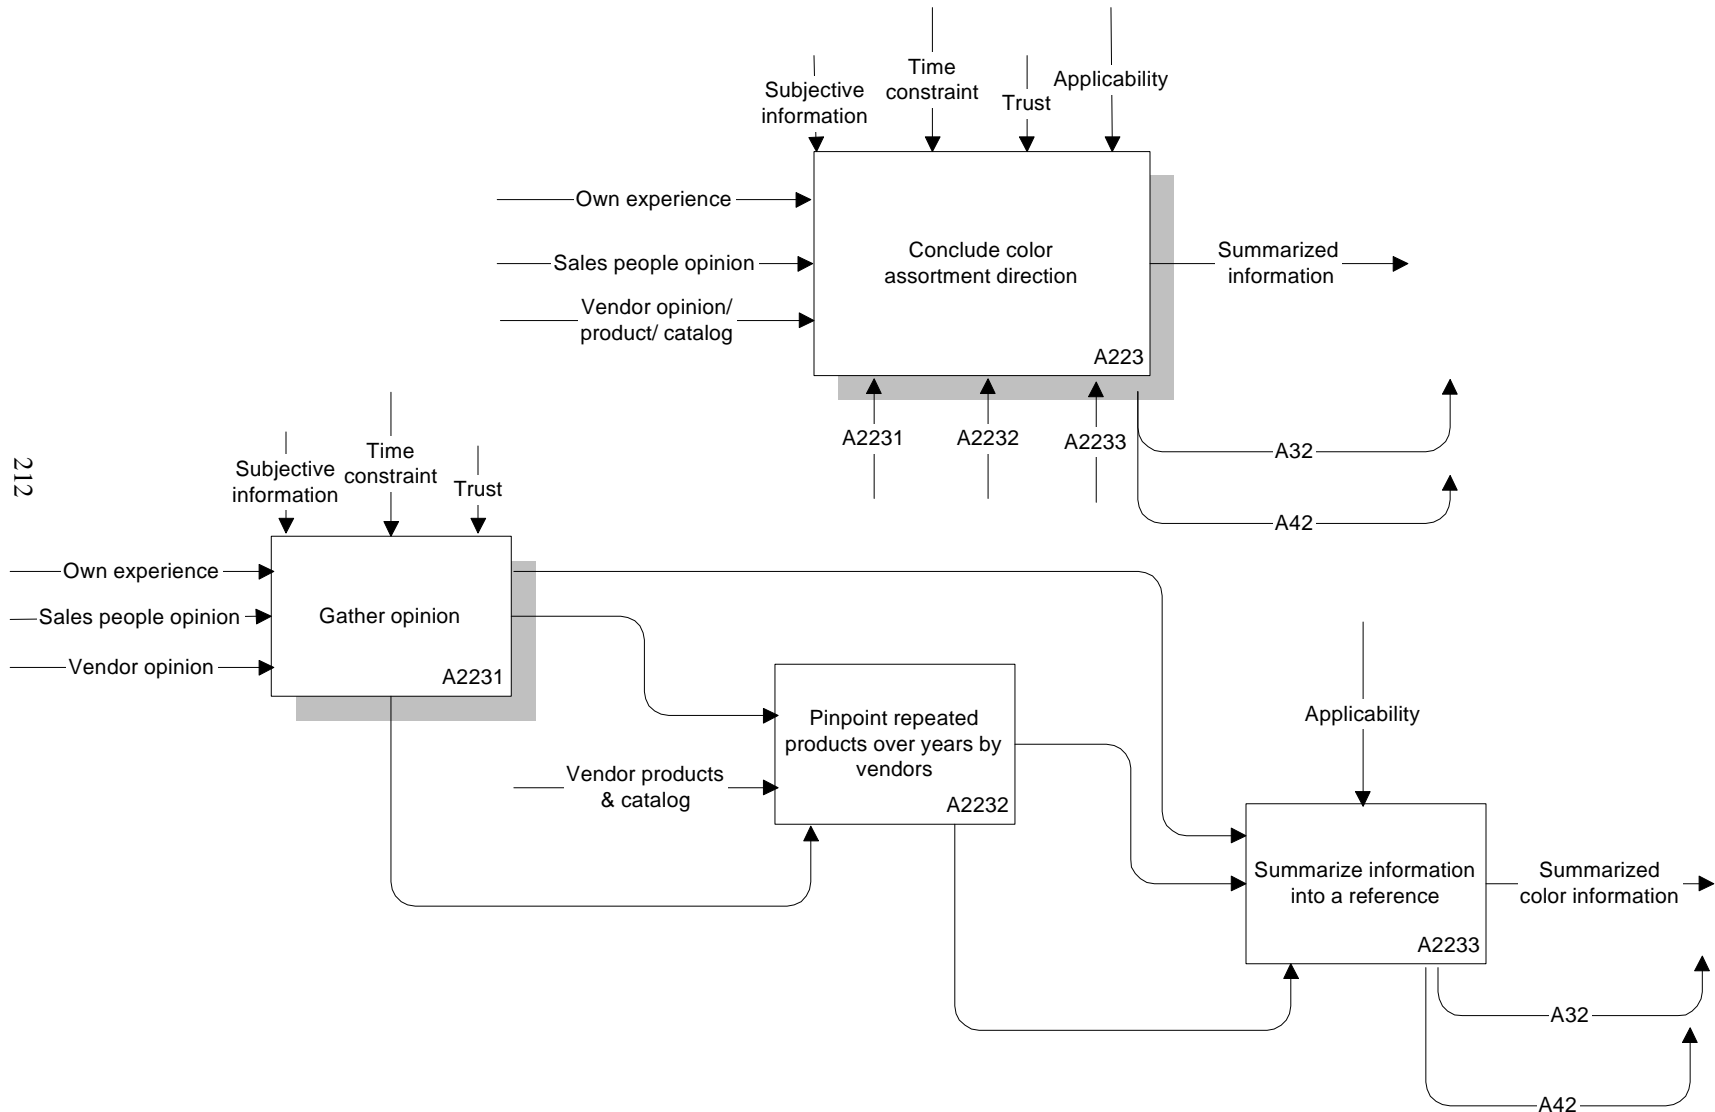 Subjective
information
Time
constraint
Trust
Applicability
Own experience
Sales people opinion
Vendor opinion/
product/ catalog
Conclude color
assortment direction
A223
Summarized
information
A2231
A2232
A2233
A32
A42
212
Subjective
information
Time
constraint
Trust
Own experience
Sales people opinion
Vendor opinion
Gather opinion
A2231
Vendor products
& catalog
Pinpoint repeated
products over years by
vendors
A2232
Applicability
Summarize information
into a reference
A2233
Summarized
color information
A32
A42